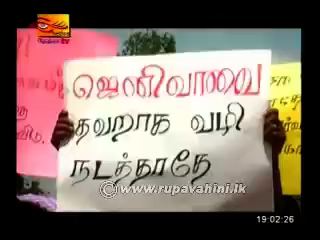 ஜெனிவாவை
தவறாக வழி
நடத்தாதே
© www.rupavahini.lk
19:02:26